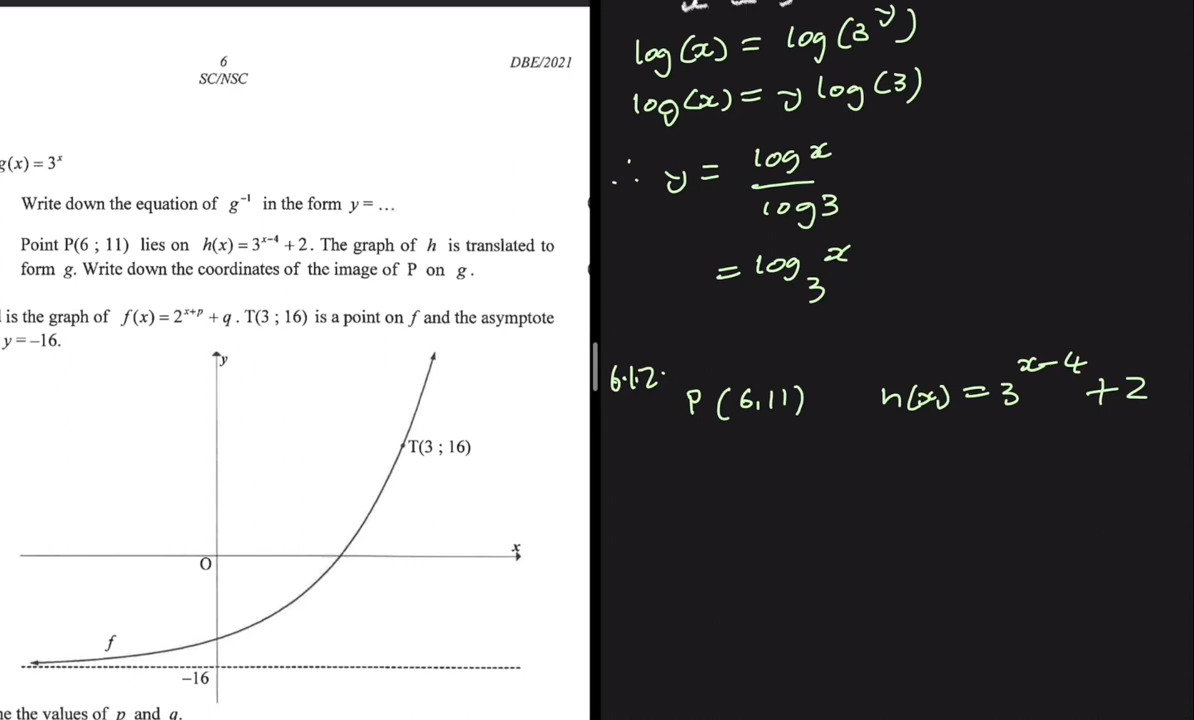 6
SC/NSC
DBE/2021
g(x) = 3^x
Write down the equation of g^-1 in the form y = …
Point P(6 ; 11) lies on h(x) = 3^(x-4) + 2. The graph of h is translated to
form g. Write down the coordinates of the image of P on g.
is the graph of f(x) = 2^(x+p) + q. T(3 ; 16) is a point on f and the asymptote
y = –16.
y
T(3 ; 16)
x
O
f
–16
the values of p and q.
log(x) = log(3^y)
log(x) = y log(3)
∴ y = log x / log 3
= log_3 x
6.1.2. P(6,11) h(x) = 3^(x-4) + 2